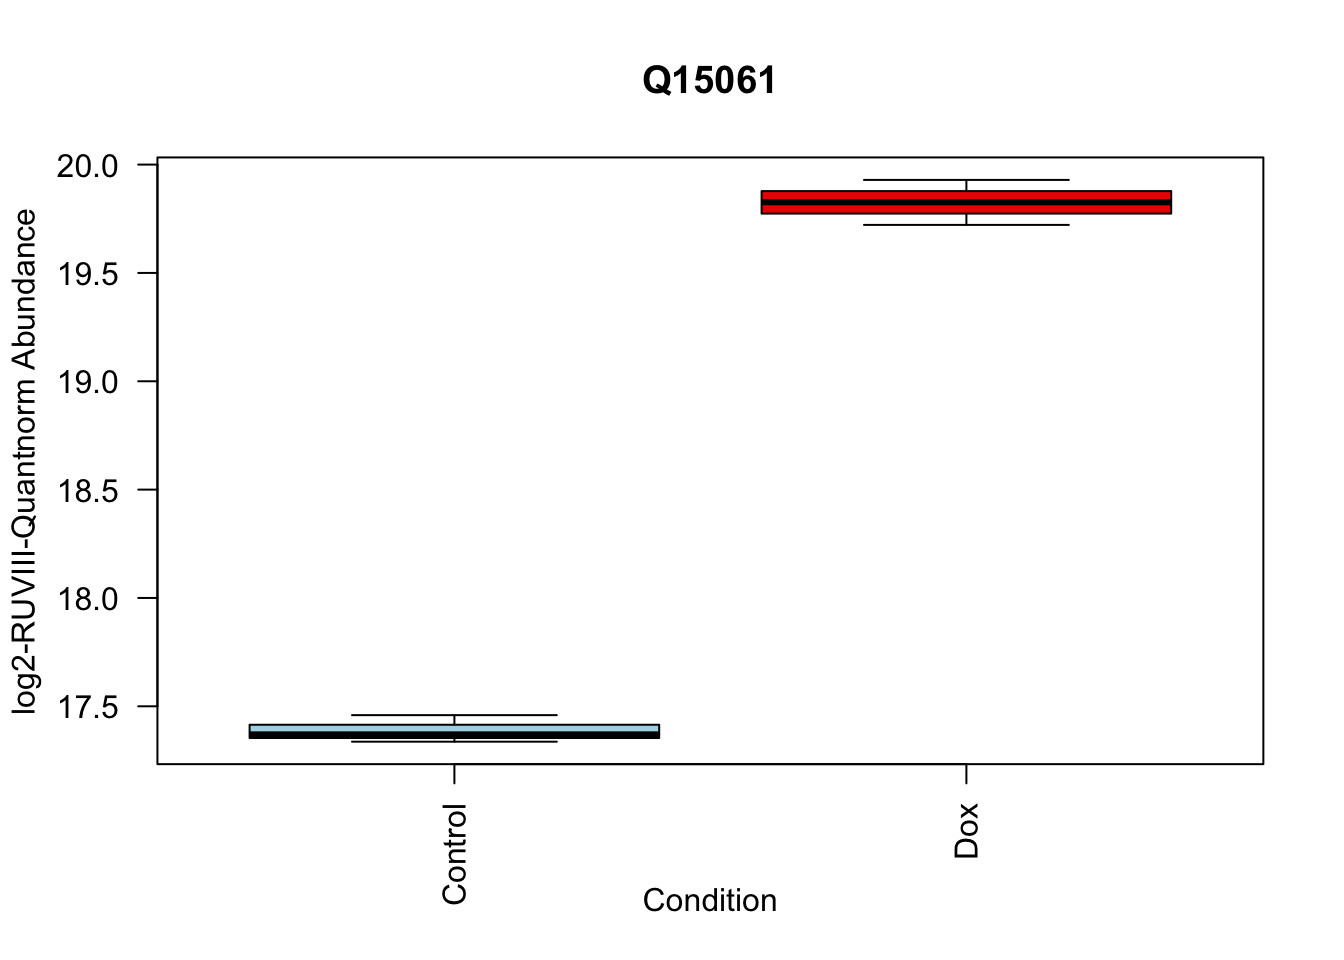 Q15061
log2-RUVIII-Quantnorm Abundance
20.0
19.5
19.0
18.5
18.0
17.5
Control
Dox
Condition